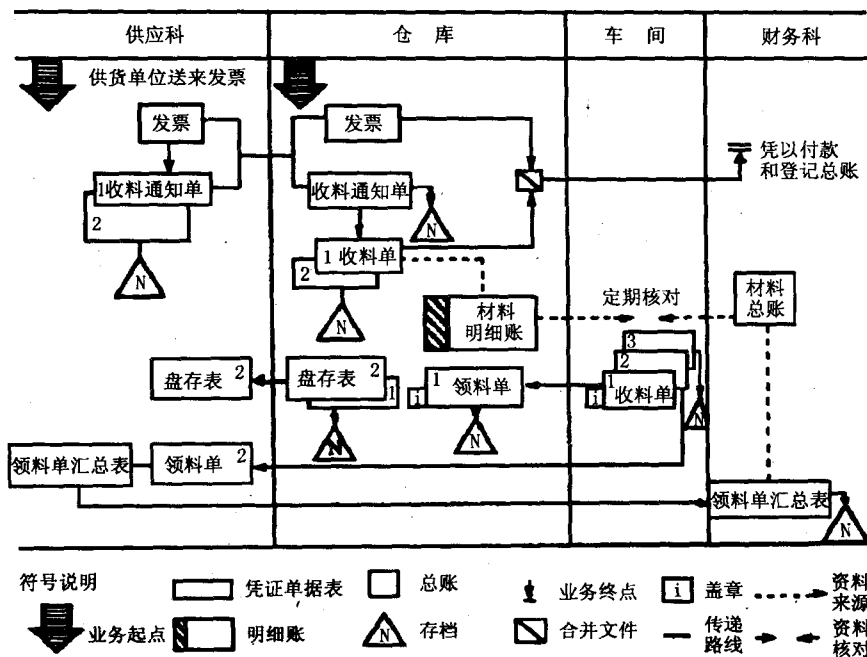 供应科 仓 库 车 间 财务科
供货单位送来发票
发票 发票
凭以付款
和登记总账
1收料通知单 收料通知单
2 N
N
1 收料单
2
N
材料
明细账
定期核对
材料
总账
盘存表 2
盘存表 2
1
N
1 领料单
i
N
3
2
1
收料单
i
N
领料单汇总表 领料单 2
领料单汇总表
N
符号说明
凭证单据表 总账 业务终点 i 盖章 资料
来源
业务起点 明细账 N 存档 合并文件 传递
路线 资料
核对